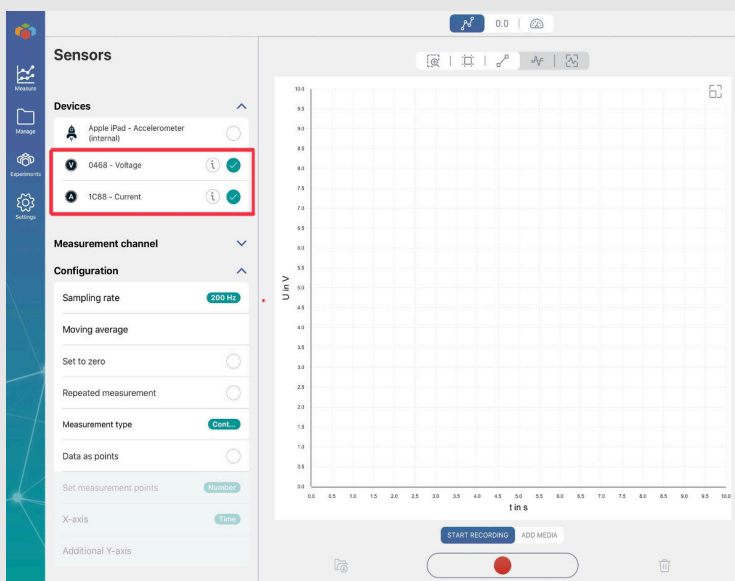 0.0
Sensors
Measure
Manage
Experiments
Settings
Devices
Apple iPad - Accelerometer
(internal)
V
0468 - Voltage
i
A
1C88 - Current
i
Measurement channel
Configuration
Sampling rate
200 Hz
Moving average
Set to zero
Repeated measurement
Measurement type
Cont...
Data as points
Set measurement points
Number
X-axis
Time
Additional Y-axis
10.0
9.5
9.0
8.5
8.0
7.5
7.0
6.5
6.0
5.5
5.0
4.5
4.0
3.5
3.0
2.5
2.0
1.5
1.0
0.5
0.0
U in V
0.0 0.5 1.0 1.5 2.0 2.5 3.0 3.5 4.0 4.5 5.0 5.5 6.0 6.5 7.0 7.5 8.0 8.5 9.0 9.5 10.0
t in s
START RECORDING ADD MEDIA